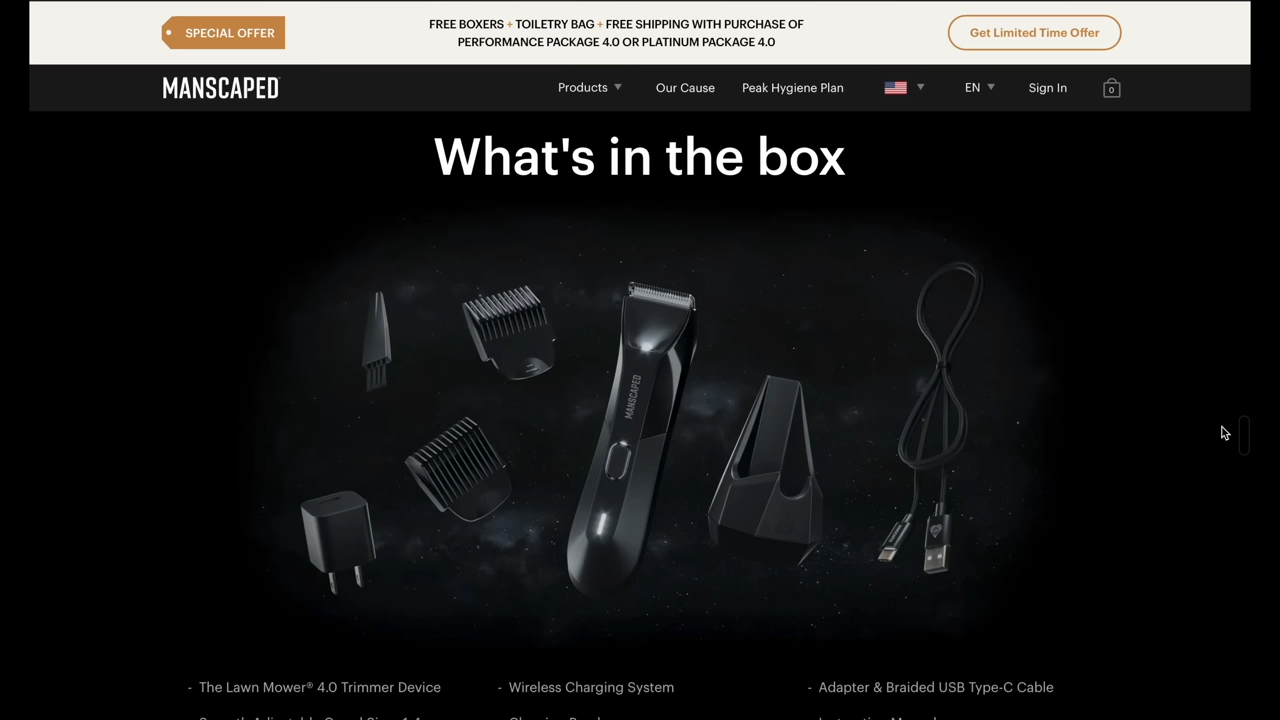 SPECIAL OFFER
FREE BOXERS + TOILETRY BAG + FREE SHIPPING WITH PURCHASE OF
PERFORMANCE PACKAGE 4.0 OR PLATINUM PACKAGE 4.0
Get Limited Time Offer
MANSCAPED
Products
Our Cause
Peak Hygiene Plan
EN
Sign In
0
What's in the box
MANSCAPED
- The Lawn Mower® 4.0 Trimmer Device
- Wireless Charging System
- Adapter & Braided USB Type-C Cable